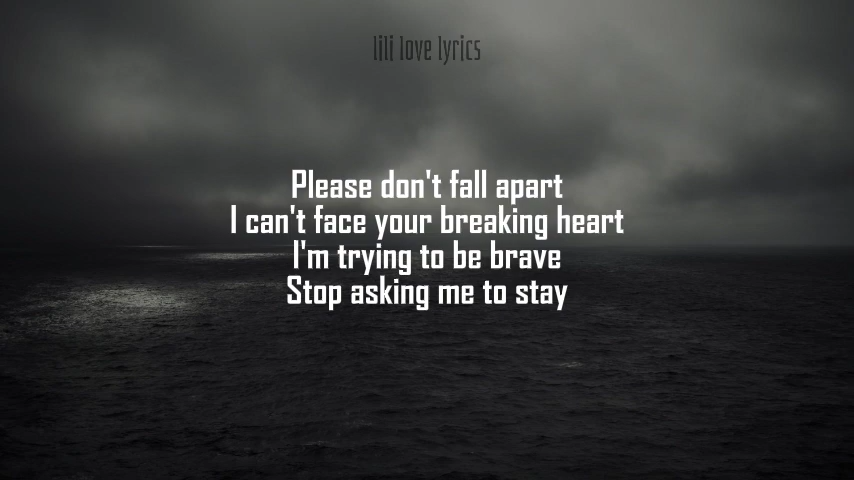 lili love lyrics
Please don't fall apart
I can't face your breaking heart
I'm trying to be brave
Stop asking me to stay